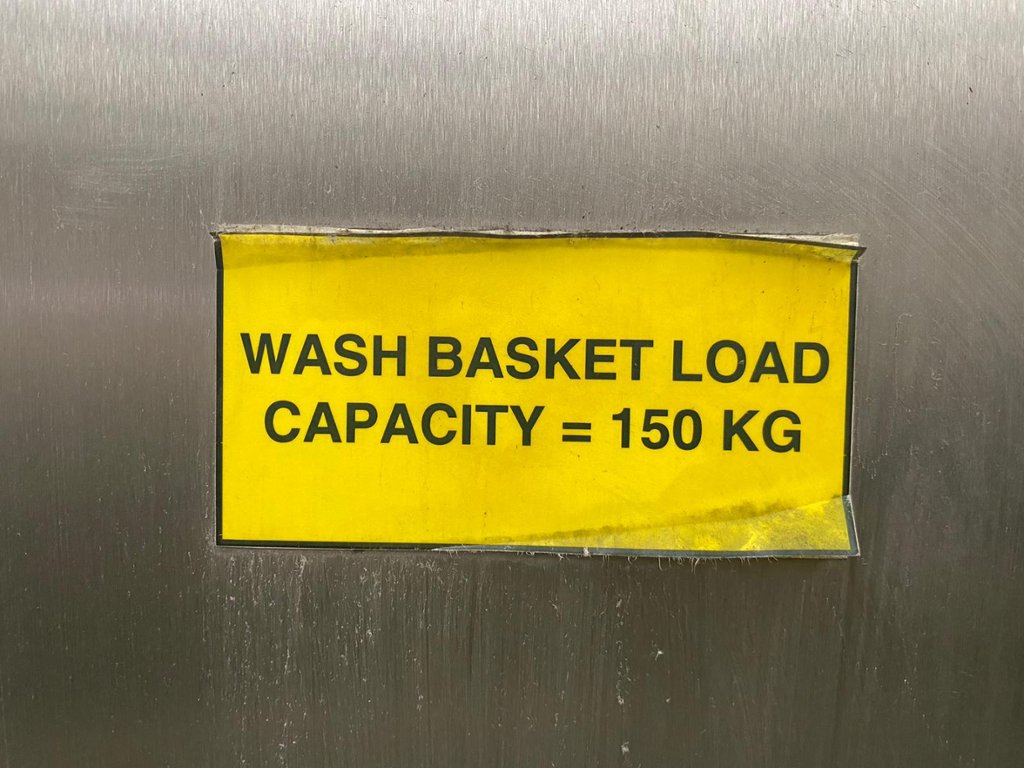 WASH BASKET LOAD
CAPACITY = 150 KG